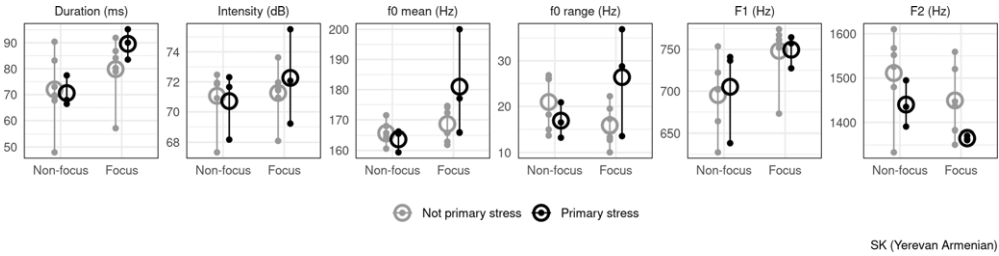 Duration (ms)
90
80
70
60
50
Non-focus Focus
Intensity (dB)
74
72
70
68
Non-focus Focus
f0 mean (Hz)
200
190
180
170
160
Non-focus Focus
f0 range (Hz)
30
20
10
Non-focus Focus
F1 (Hz)
750
700
650
Non-focus Focus
F2 (Hz)
1600
1500
1400
Non-focus Focus
Not primary stress Primary stress
SK (Yerevan Armenian)